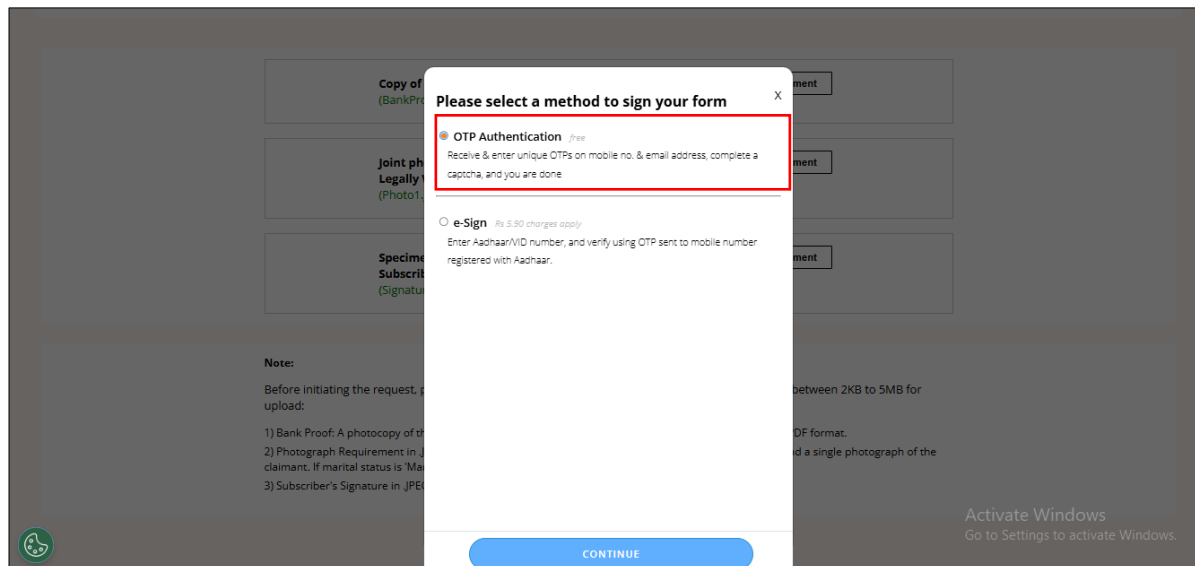 Copy of
(BankPro
ment
Please select a method to sign your form
X
OTP Authentication free
Receive & enter unique OTPs on mobile no. & email address, complete a
captcha, and you are done
Joint ph
Legally
(Photo1.
ment
e-Sign Rs 5.90 charges apply
Enter Aadhaar/VID number, and verify using OTP sent to mobile number
registered with Aadhaar.
Specime
Subscrib
(Signatu
ment
Note:
Before initiating the request, between 2KB to 5MB for
upload:
1) Bank Proof: A photocopy of th DF format.
2) Photograph Requirement in .J d a single photograph of the
claimant. If marital status is 'Ma
3) Subscriber's Signature in .JPE
CONTINUE
Activate Windows
Go to Settings to activate Windows.